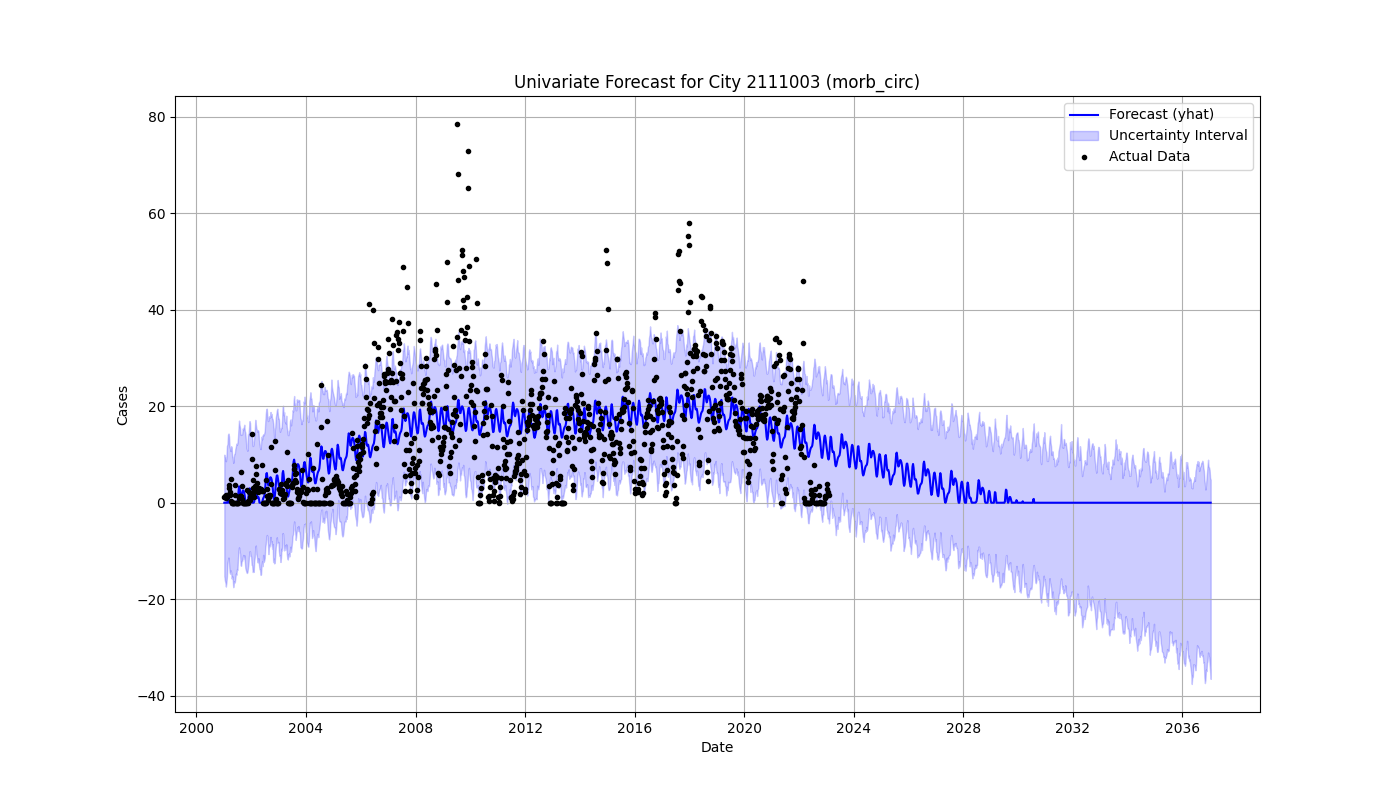 Univariate Forecast for City 2111003 (morb_circ)
Forecast (yhat)
Uncertainty Interval
Actual Data
Cases
80
60
40
20
0
−20
−40
2000 2004 2008 2012 2016 2020 2024 2028 2032 2036
Date